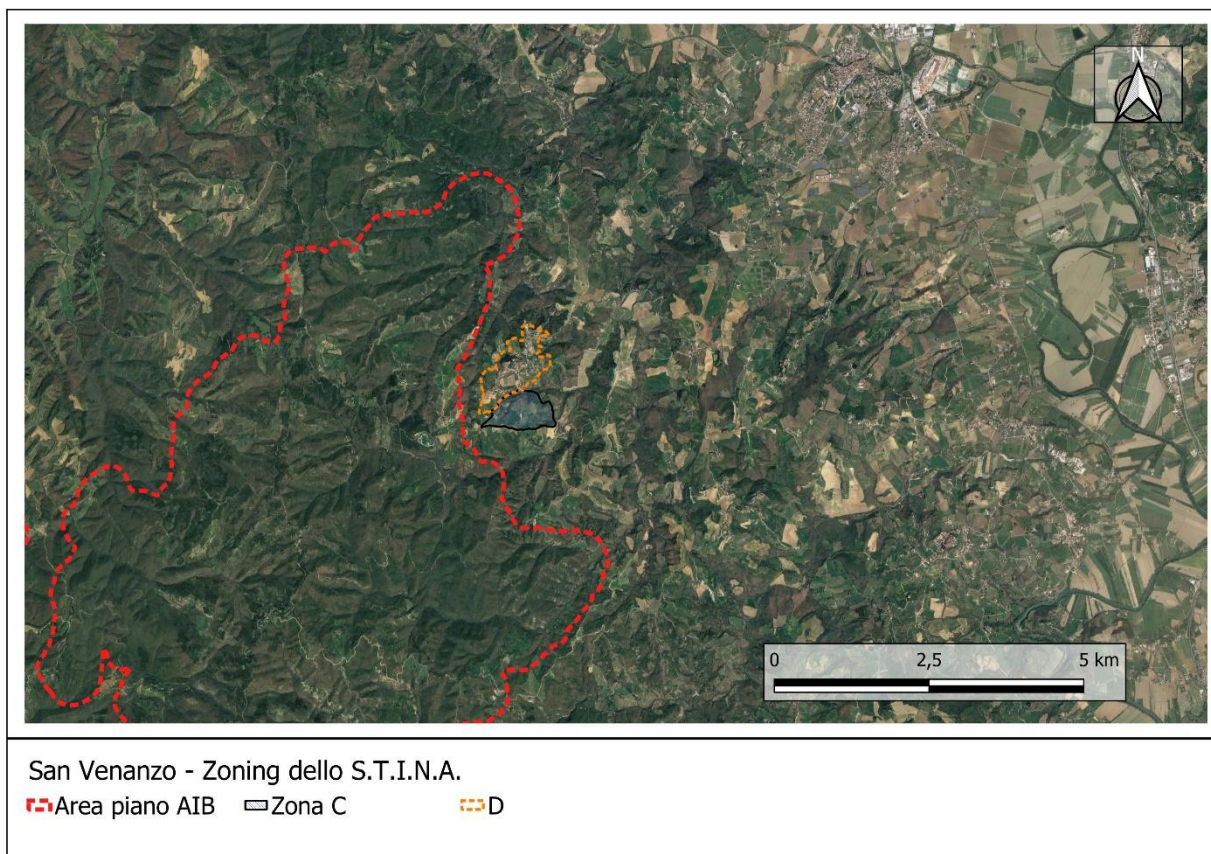 N
0 2,5 5 km
San Venanzo - Zoning dello S.T.I.N.A.
Area piano AIB Zona C D